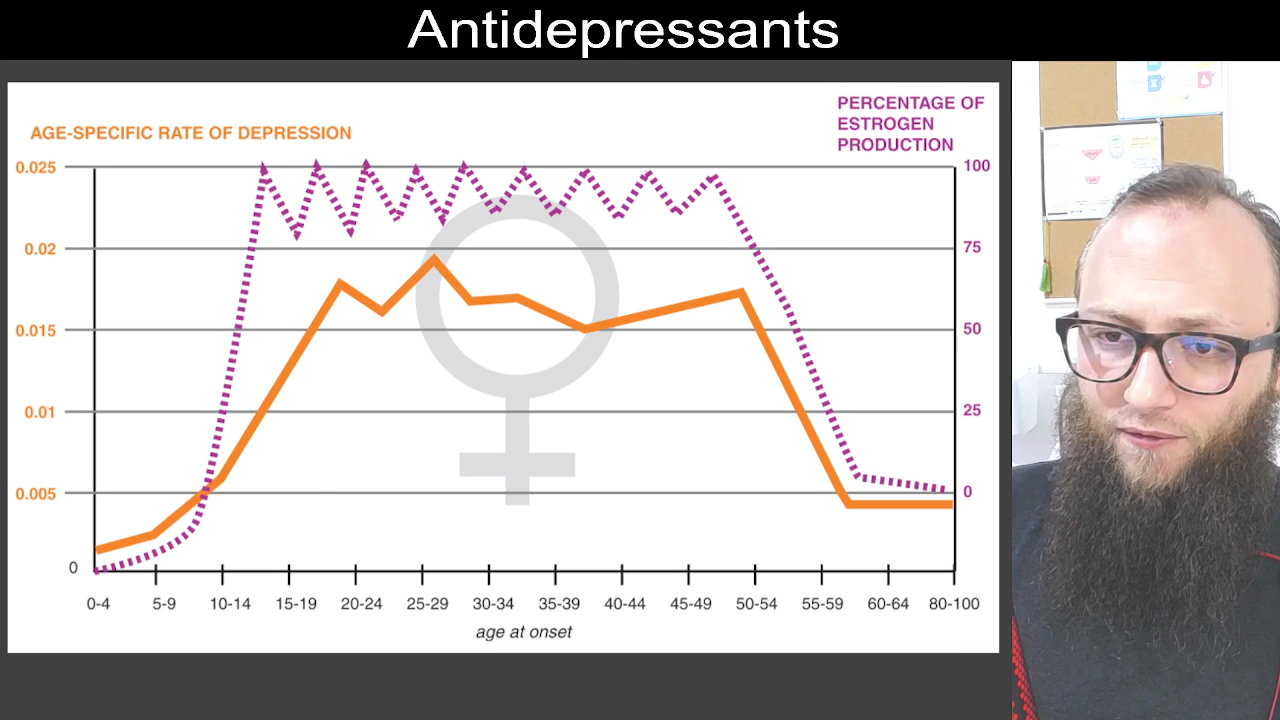 Antidepressants
AGE-SPECIFIC RATE OF DEPRESSION
PERCENTAGE OF
ESTROGEN
PRODUCTION
0.025
0.02
0.015
0.01
0.005
0
100
75
50
25
0
0-4 5-9 10-14 15-19 20-24 25-29 30-34 35-39 40-44 45-49 50-54 55-59 60-64 80-100
age at onset